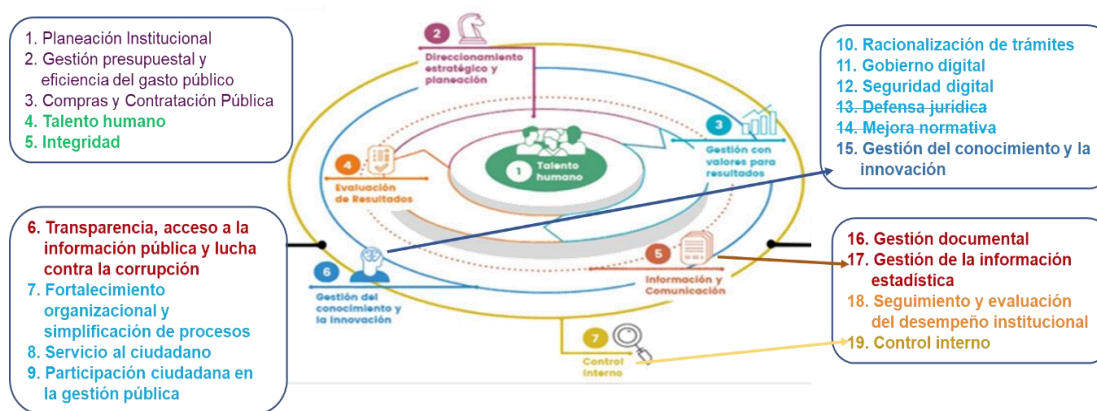 1. Planeación Institucional
2. Gestión presupuestal y
eficiencia del gasto público
3. Compras y Contratación Pública
4. Talento humano
5. Integridad
6. Transparencia, acceso a la
información pública y lucha
contra la corrupción
7. Fortalecimiento
organizacional y
simplificación de procesos
8. Servicio al ciudadano
9. Participación ciudadana en
la gestión pública
2
Direccionamiento
estratégico y
planeación
3
Gestión con
valores para
resultados
1 Talento
humano
4
Evaluación
de Resultados
5
Información y
Comunicación
6
Gestión del
conocimiento y
la innovación
7
Control
Interno
10. Racionalización de trámites
11. Gobierno digital
12. Seguridad digital
13. Defensa jurídica
14. Mejora normativa
15. Gestión del conocimiento y la
innovación
16. Gestión documental
17. Gestión de la información
estadística
18. Seguimiento y evaluación
del desempeño institucional
19. Control interno